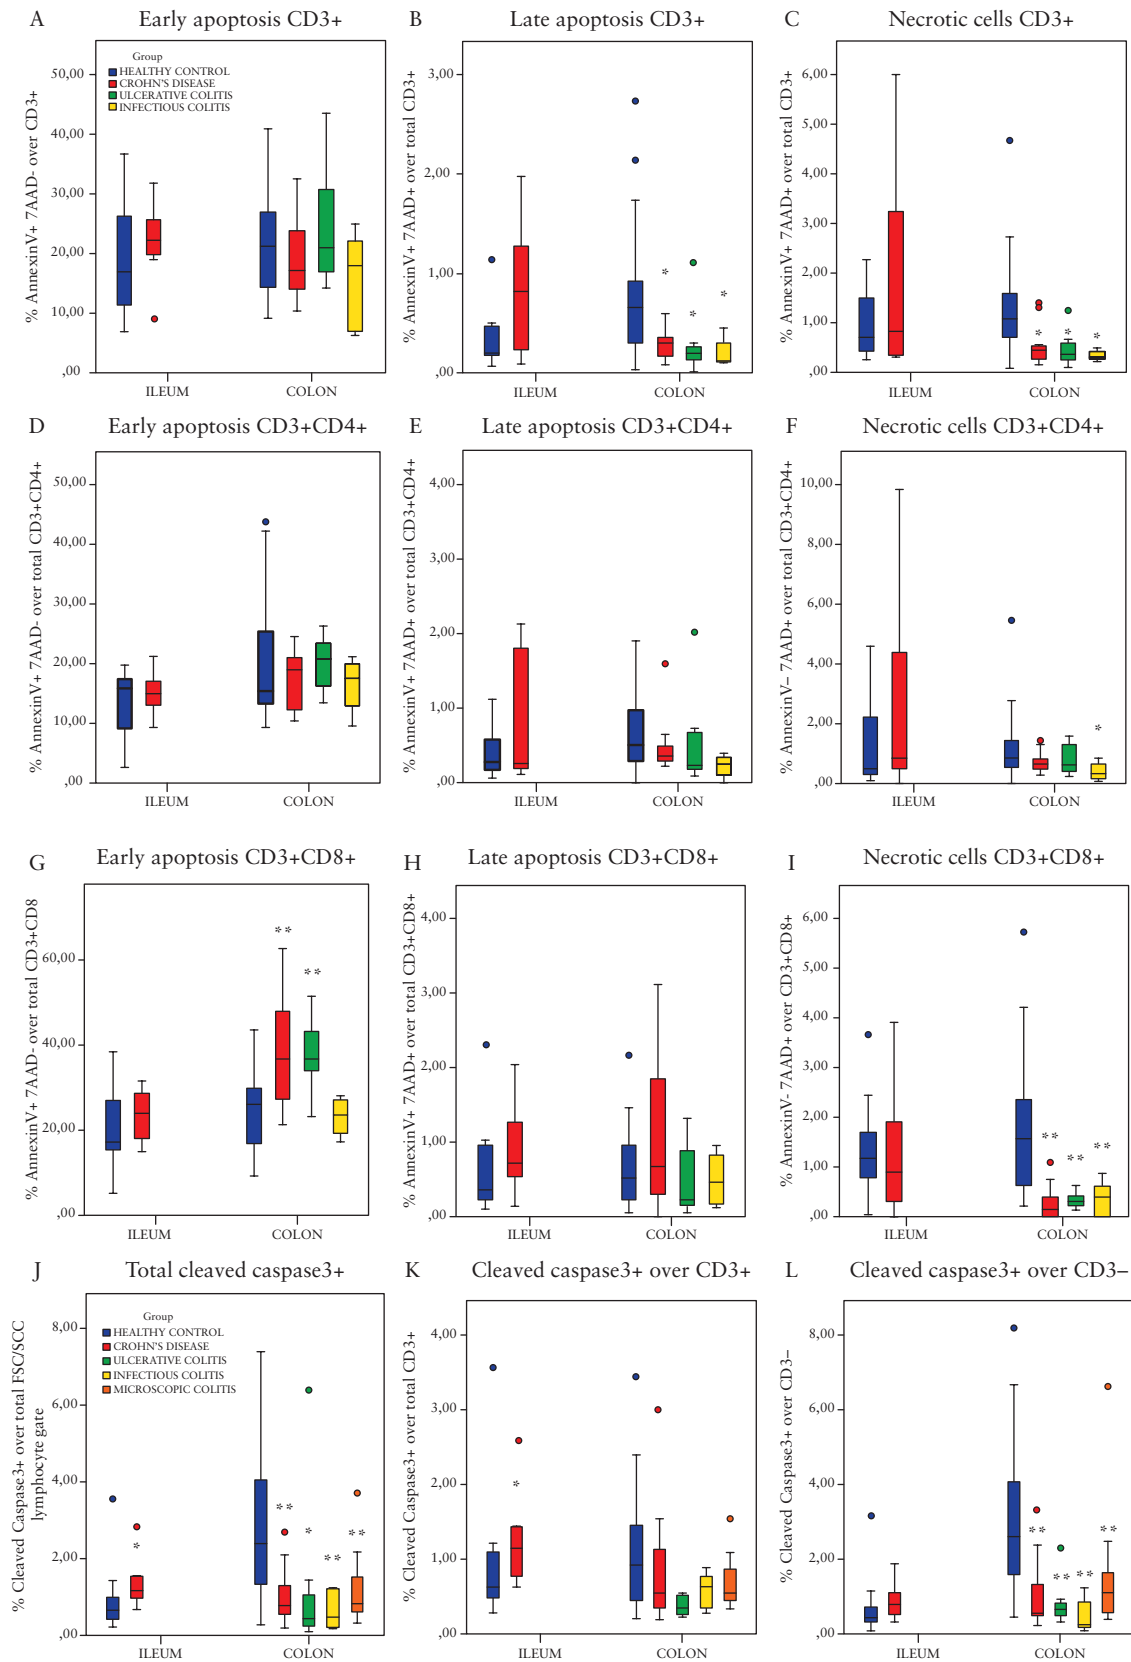 A Early apoptosis CD3+
% AnnexinV+ 7AAD- over CD3+
50,00
40,00
30,00
20,00
10,00
,00
Group
HEALTHY CONTROL
CROHN'S DISEASE
ULCERATIVE COLITIS
INFECTIOUS COLITIS
ILEUM COLON
B Late apoptosis CD3+
% AnnexinV+ 7AAD+ over total CD3+
3,00
2,00
1,00
,00
* * *
ILEUM COLON
C Necrotic cells CD3+
% AnnexinV+ 7AAD+ over total CD3+
6,00
5,00
4,00
3,00
2,00
1,00
,00
* * *
ILEUM COLON
D Early apoptosis CD3+CD4+
% AnnexinV+ 7AAD- over total CD3+CD4+
50,00
40,00
30,00
20,00
10,00
,00
ILEUM COLON
E Late apoptosis CD3+CD4+
% AnnexinV+ 7AAD+ over total CD3+CD4+
4,00
3,00
2,00
1,00
,00
ILEUM COLON
F Necrotic cells CD3+CD4+
% AnnexinV– 7AAD+ over total CD3+CD4+
10,00
8,00
6,00
4,00
2,00
,00
*
ILEUM COLON
G Early apoptosis CD3+CD8+
% AnnexinV+ 7AAD- over total CD3+CD8
60,00
40,00
20,00
,00
** **
ILEUM COLON
H Late apoptosis CD3+CD8+
% AnnexinV+ 7AAD+ over total CD3+CD8+
4,00
3,00
2,00
1,00
,00
ILEUM COLON
I Necrotic cells CD3+CD8+
% AnnexinV- 7AAD+ over CD3+CD8+
6,00
5,00
4,00
3,00
2,00
1,00
,00
** ** **
ILEUM COLON
J Total cleaved caspase3+
% Cleaved Caspase3+ over total FSC/SCC
lymphocyte gate
8,00
6,00
4,00
2,00
,00
Group
HEALTHY CONTROL
CROHN'S DISEASE
ULCERATIVE COLITIS
INFECTIOUS COLITIS
MICROSCOPIC COLITIS
* ** * ** **
ILEUM COLON
K Cleaved caspase3+ over CD3+
% Cleaved Caspase3+ over total CD3+
4,00
3,00
2,00
1,00
,00
*
ILEUM COLON
L Cleaved caspase3+ over CD3–
% Cleaved Caspase3+ over CD3–
8,00
6,00
4,00
2,00
,00
** ** ** **
ILEUM COLON